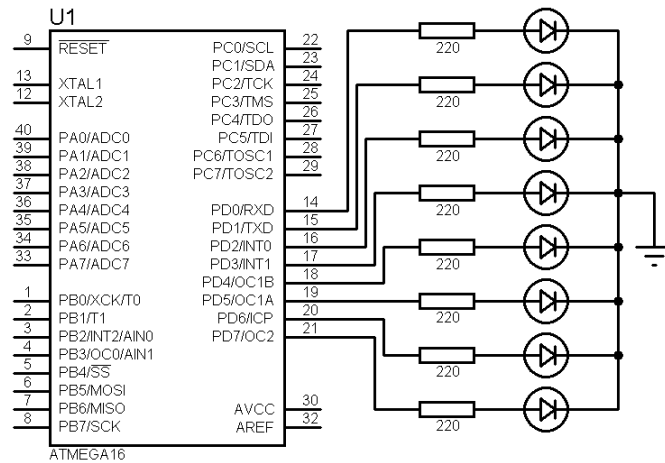 U1
9 RESET
13 XTAL1
12 XTAL2
40 PA0/ADC0
39 PA1/ADC1
38 PA2/ADC2
37 PA3/ADC3
36 PA4/ADC4
35 PA5/ADC5
34 PA6/ADC6
33 PA7/ADC7
1 PB0/XCK/T0
2 PB1/T1
3 PB2/INT2/AIN0
4 PB3/OC0/AIN1
5 PB4/SS
6 PB5/MOSI
7 PB6/MISO
8 PB7/SCK
PC0/SCL 22
PC1/SDA 23
PC2/TCK 24
PC3/TMS 25
PC4/TDO 26
PC5/TDI 27
PC6/TOSC1 28
PC7/TOSC2 29
PD0/RXD 14
PD1/TXD 15
PD2/INT0 16
PD3/INT1 17
PD4/OC1B 18
PD5/OC1A 19
PD6/ICP 20
PD7/OC2 21
AVCC 30
AREF 32
ATMEGA16
220
220
220
220
220
220
220
220